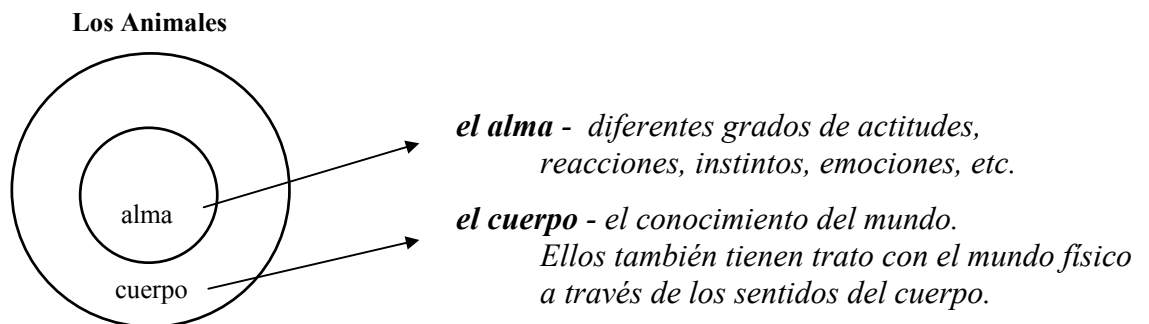 Los Animales
el alma - diferentes grados de actitudes,
reacciones, instintos, emociones, etc.
alma
el cuerpo - el conocimiento del mundo.
Ellos también tienen trato con el mundo físico
cuerpo
a través de los sentidos del cuerpo.